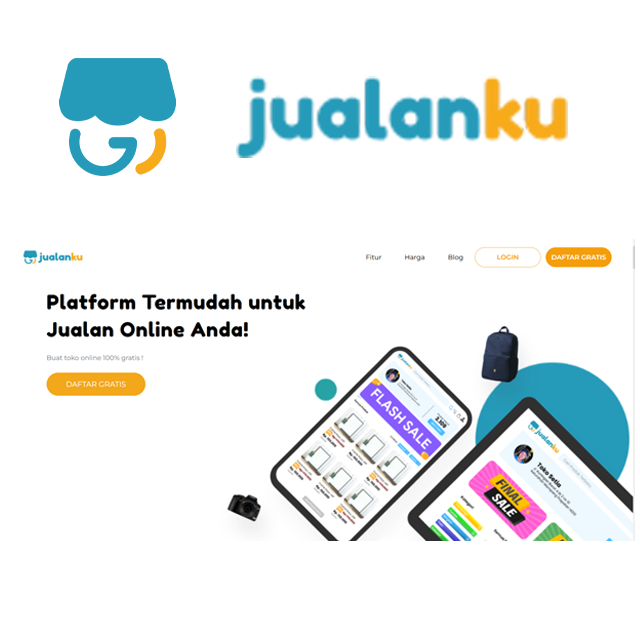 jualanku
jualanku
Fitur
Harga
Blog
LOGIN
DAFTAR GRATIS
Platform Termudah untuk
Jualan Online Anda!
Buat toko online 100% gratis !
DAFTAR GRATIS
FLASH SALE
jualanku
Toko Setia
FINAL
SALE
Kategori